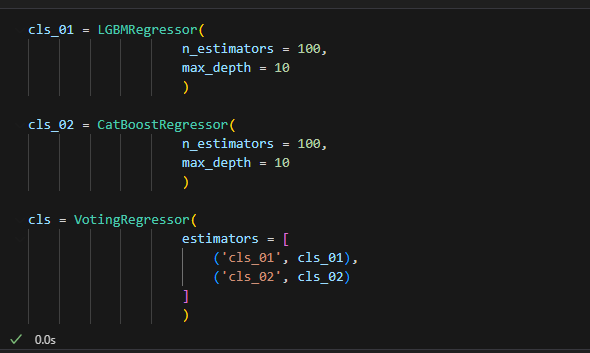 cls_01 = LGBMRegressor(
n_estimators = 100,
max_depth = 10
)
cls_02 = CatBoostRegressor(
n_estimators = 100,
max_depth = 10
)
cls = VotingRegressor(
estimators = [
('cls_01', cls_01),
('cls_02', cls_02)
]
)
0.0s